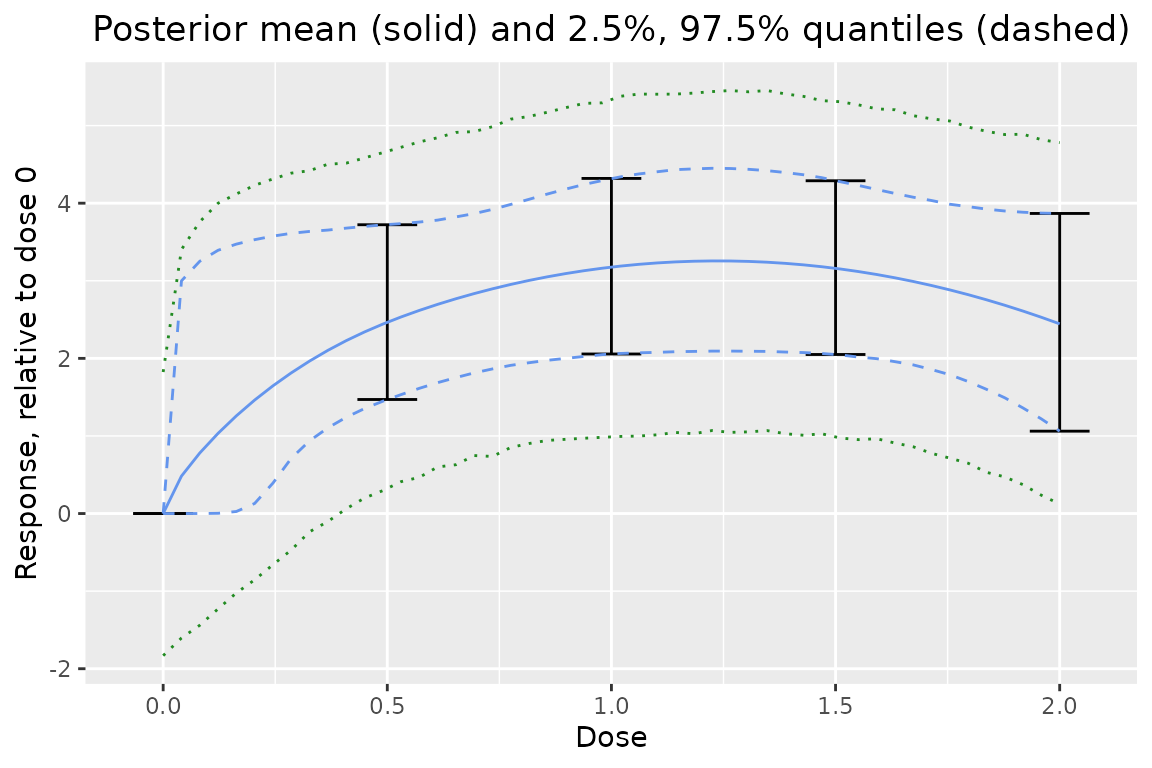 Posterior mean (solid) and 2.5%, 97.5% quantiles (dashed)
Response, relative to dose 0
4
2
0
-2
0.0 0.5 1.0 1.5 2.0
Dose